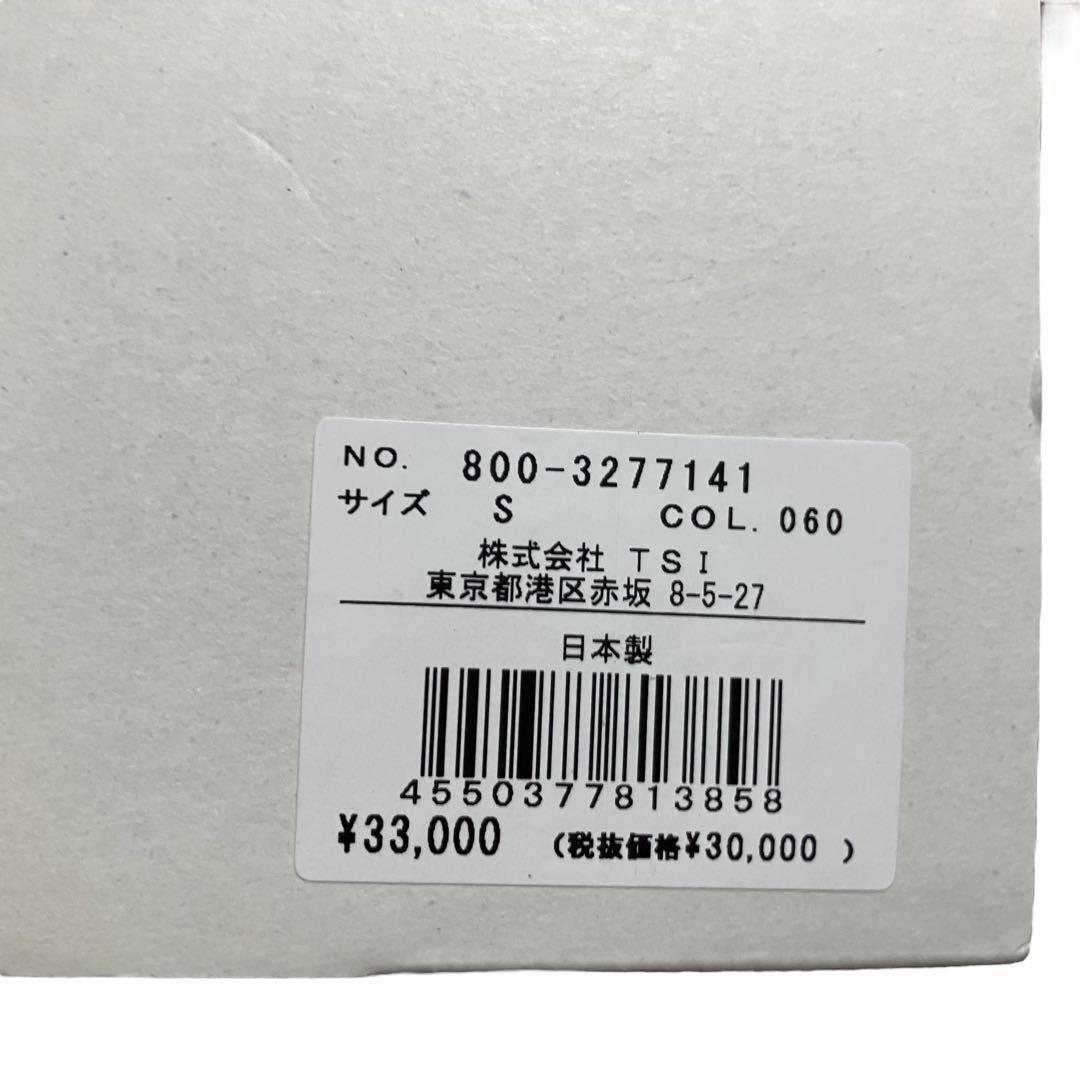 NO. 800-3277141
サイズ S COL. 060
株式会社 TSI
東京都港区赤坂 8-5-27
日本製
4550377813858
¥33,000 (税抜価格¥30,000 )